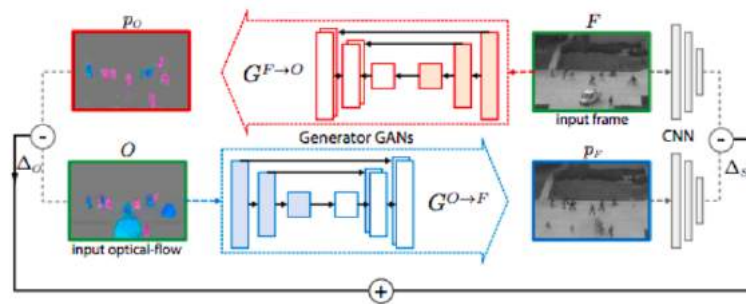 p_O
F
G^{F→O}
input frame
Generator GANs
CNN
-
-
Δ_O
O
p_F
Δ_S
G^{O→F}
input optical-flow
+